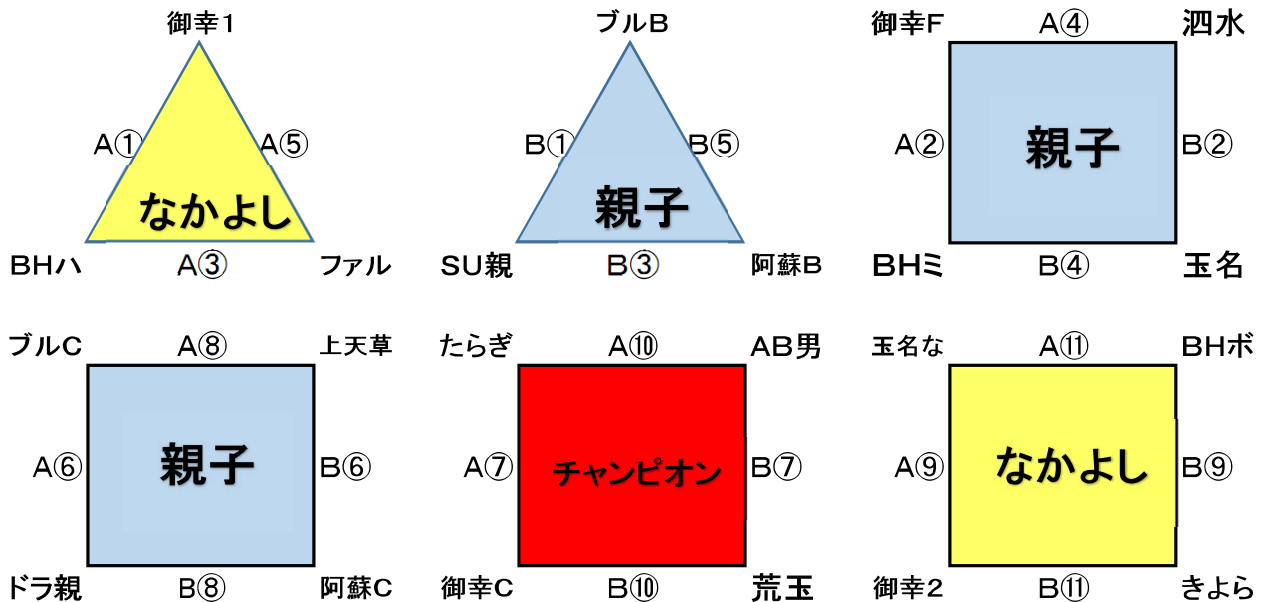 御幸1
A① A⑤
なかよし
BHハ A③ ファル
ブルB
B① B⑤
親子
SU親 B③ 阿蘇B
御幸F A④ 泗水
A② 親子 B②
BHミ B④ 玉名
ブルC A⑧ 上天草
A⑥ 親子 B⑥
ドラ親 B⑧ 阿蘇C
たらぎ A⑩ AB男
A⑦ チャンピオン B⑦
御幸C B⑩ 荒玉
玉名な A⑪ BHボ
A⑨ なかよし B⑨
御幸2 B⑪ きよら